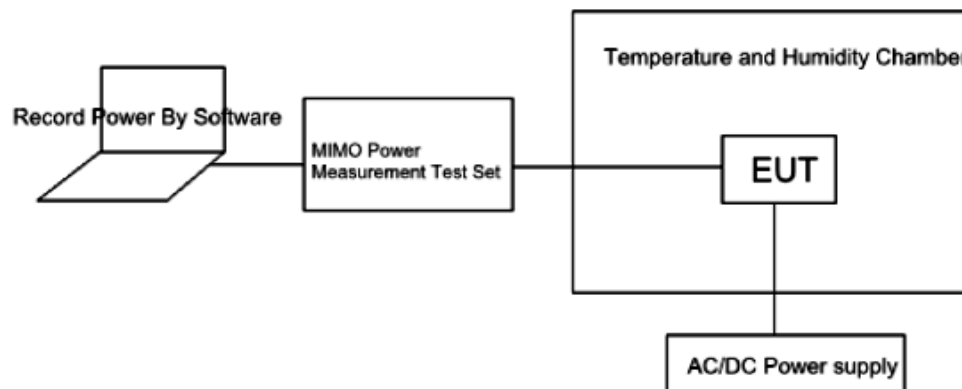 Temperature and Humidity Chamber
Record Power By Software
MIMO Power
Measurement Test Set
EUT
AC/DC Power supply